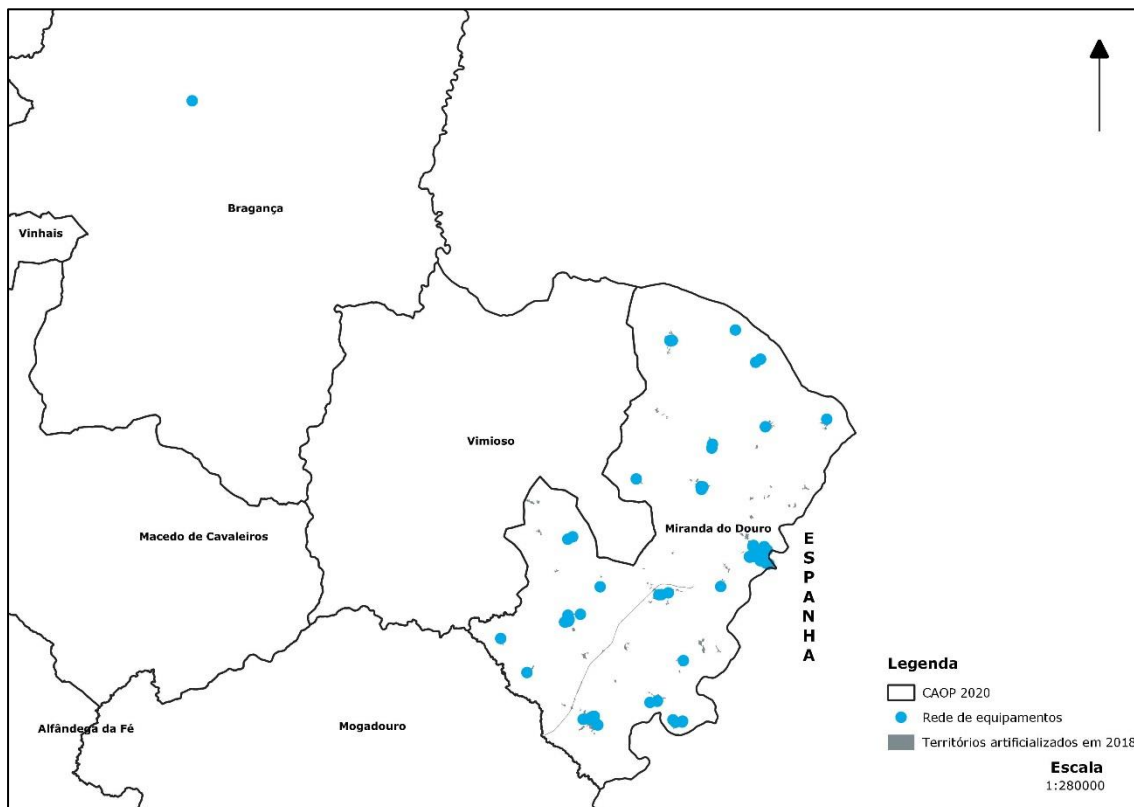 Bragança
Vinhais
Vimioso
Miranda do Douro
Macedo de Cavaleiros
ESPANHA
Mogadouro
Alfândega da Fé
Legenda
CAOP 2020
Rede de equipamentos
Territórios artificializados em 2018
Escala
1:280000